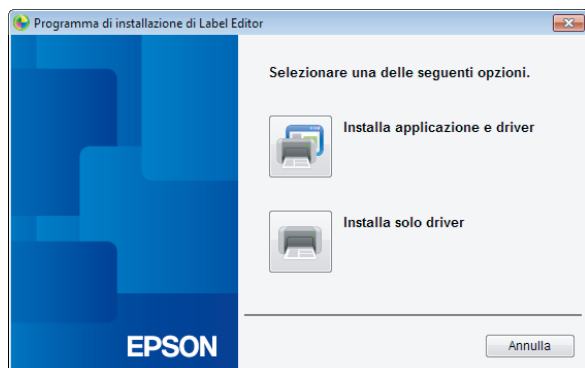 Programma di installazione di Label Editor
Selezionare una delle seguenti opzioni.
Installa applicazione e driver
Installa solo driver
EPSON
Annulla